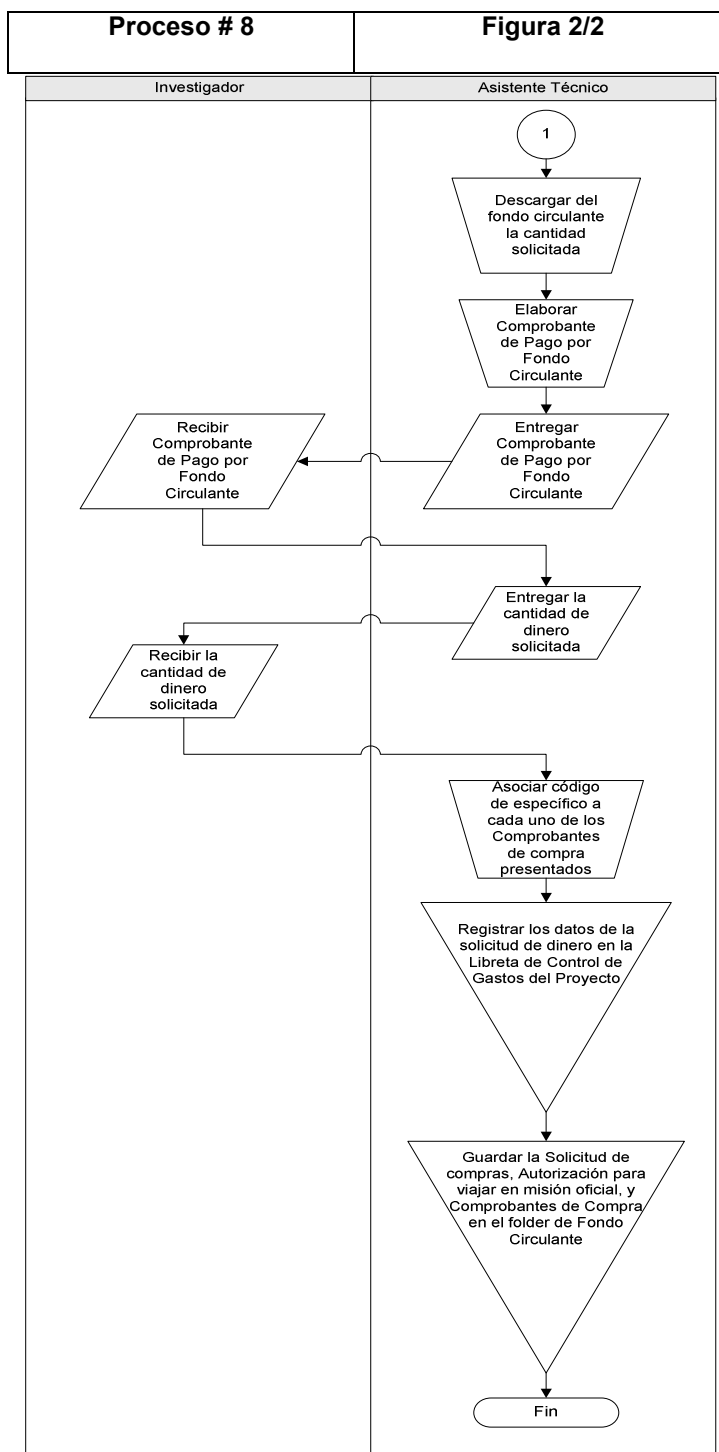 Proceso # 8
Figura 2/2
Investigador
Asistente Técnico
1
Descargar del
fondo circulante
la cantidad
solicitada
Elaborar
Comprobante
de Pago por
Fondo
Circulante
Entregar
Comprobante
de Pago por
Fondo
Circulante
Recibir
Comprobante
de Pago por
Fondo
Circulante
Entregar la
cantidad de
dinero
solicitada
Recibir la
cantidad de
dinero
solicitada
Asociar código
de específico a
cada uno de los
Comprobantes
de compra
presentados
Registrar los datos de la
solicitud de dinero en la
Libreta de Control de
Gastos del Proyecto
Guardar la Solicitud de
compras, Autorización para
viajar en misión oficial, y
Comprobantes de Compra
en el folder de Fondo
Circulante
Fin